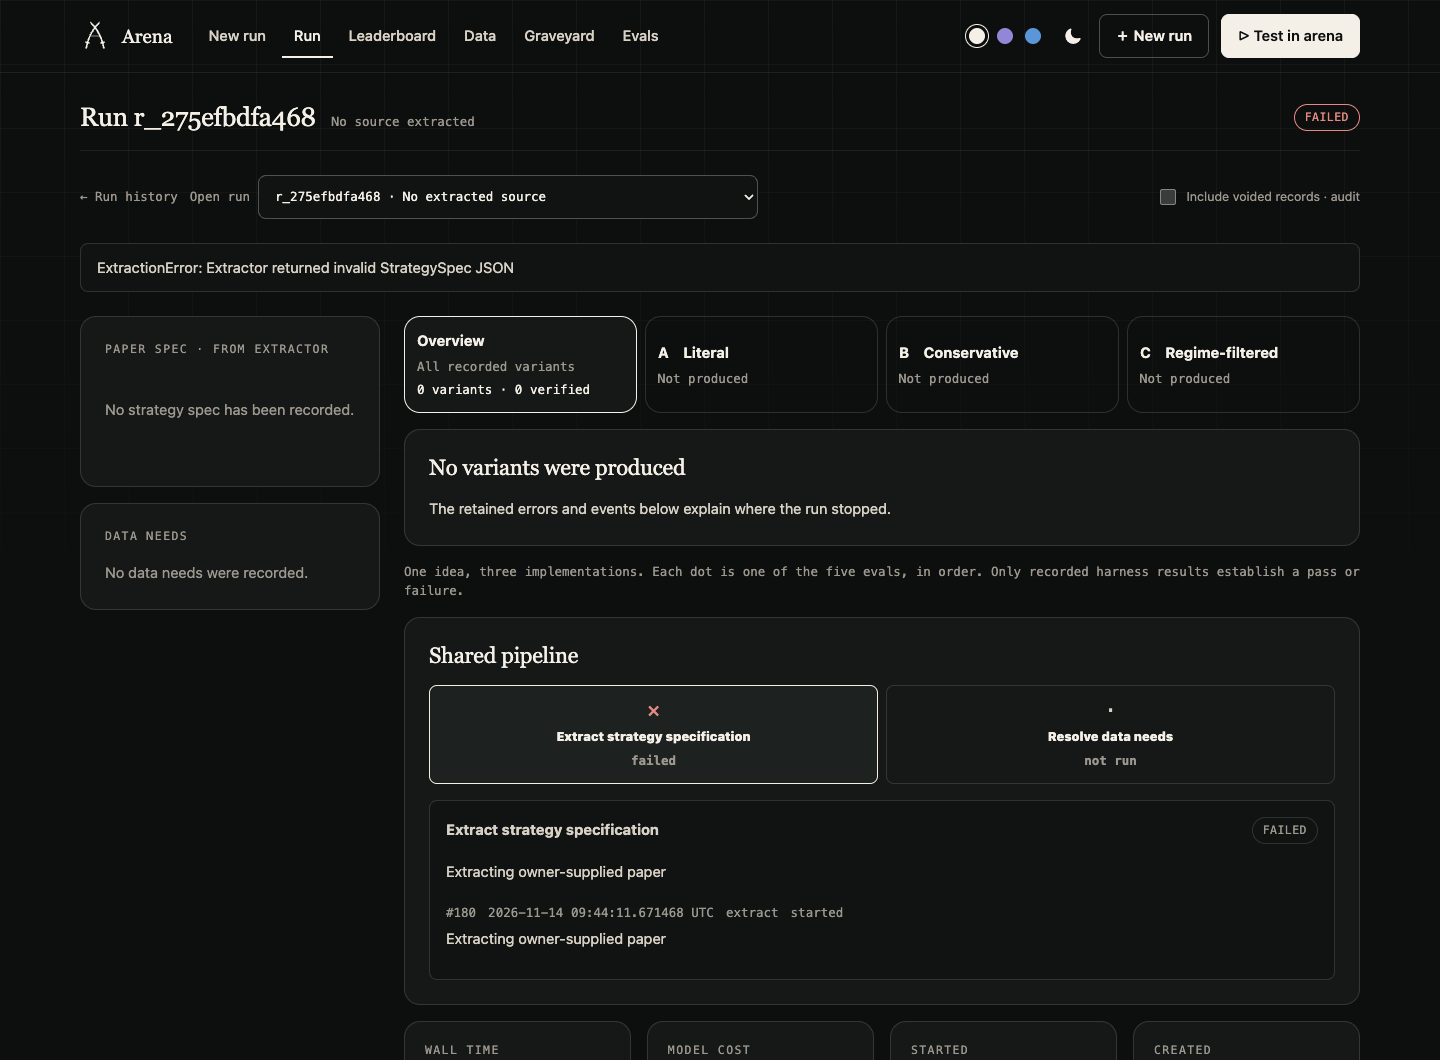 Arena
New run
Run
Leaderboard
Data
Graveyard
Evals
+ New run
Test in arena
Run r_275efbdfa468
No source extracted
FAILED
← Run history
Open run
r_275efbdfa468 · No extracted source
Include voided records · audit
ExtractionError: Extractor returned invalid StrategySpec JSON
PAPER SPEC · FROM EXTRACTOR
No strategy spec has been recorded.
DATA NEEDS
No data needs were recorded.
Overview
All recorded variants
0 variants · 0 verified
A Literal
Not produced
B Conservative
Not produced
C Regime-filtered
Not produced
No variants were produced
The retained errors and events below explain where the run stopped.
One idea, three implementations. Each dot is one of the five evals, in order. Only recorded harness results establish a pass or
failure.
Shared pipeline
Extract strategy specification
failed
Resolve data needs
not run
Extract strategy specification
FAILED
Extracting owner-supplied paper
#180 2026-11-14 09:44:11.671468 UTC extract started
Extracting owner-supplied paper
WALL TIME
MODEL COST
STARTED
CREATED